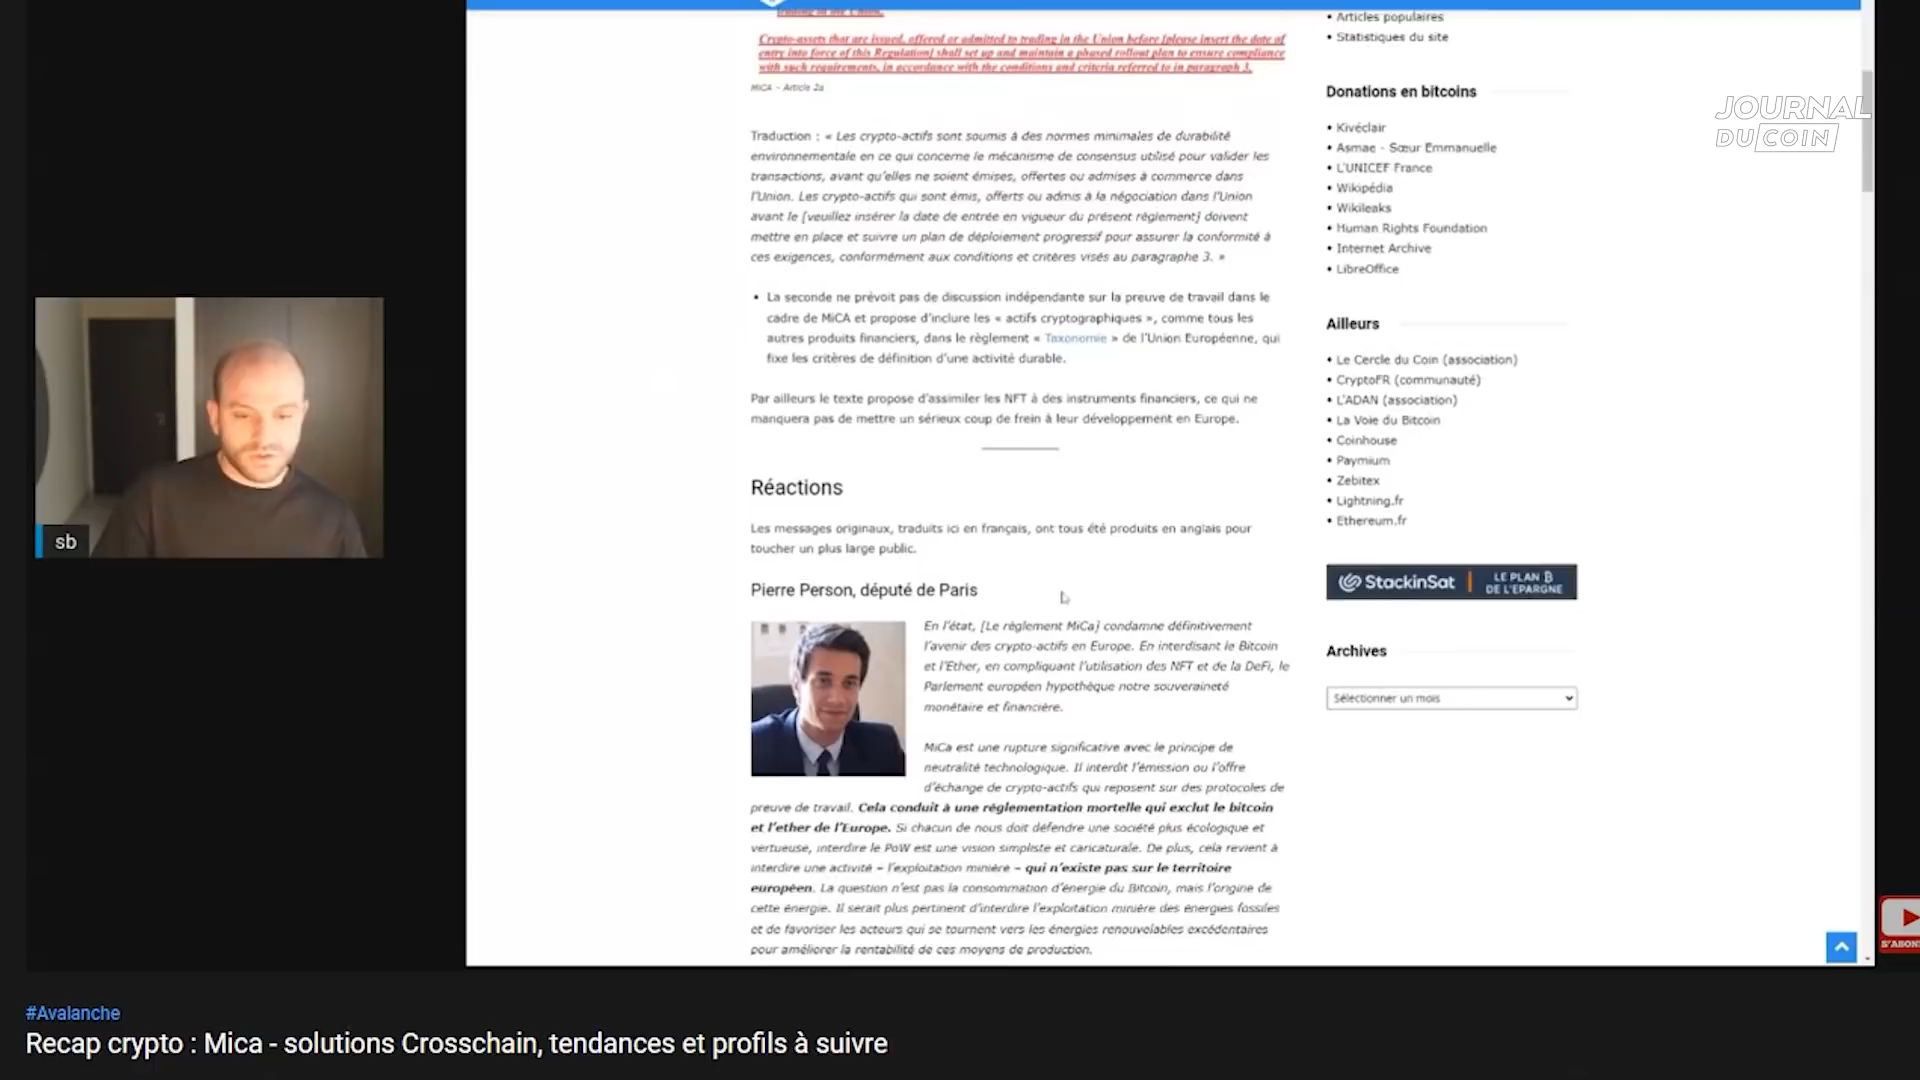 Crypto-assets that are issued, offered or admitted to trading in the Union before [please insert the date of
entry into force of this Regulation] shall set up and maintain a phased rollout plan to ensure compliance
with such requirements, in accordance with the conditions and criteria referred to in paragraph 3.
MiCA - Article 2a
Traduction : « Les crypto-actifs sont soumis à des normes minimales de durabilité
environnementale en ce qui concerne le mécanisme de consensus utilisé pour valider les
transactions, avant qu'elles ne soient émises, offertes ou admises à commerce dans
l'Union. Les crypto-actifs qui sont émis, offerts ou admis à la négociation dans l'Union
avant le [veuillez insérer la date de entrée en vigueur du présent règlement] doivent
mettre en place et suivre un plan de déploiement progressif pour assurer la conformité à
ces exigences, conformément aux conditions et critères visés au paragraphe 3. »
• La seconde ne prévoit pas de discussion indépendante sur la preuve de travail dans le
cadre de MiCA et propose d'inclure les « actifs cryptographiques », comme tous les
autres produits financiers, dans le règlement « Taxonomie » de l'Union Européenne, qui
fixe les critères de définition d'une activité durable.
Par ailleurs le texte propose d'assimiler les NFT à des instruments financiers, ce qui ne
manquera pas de mettre un sérieux coup de frein à leur développement en Europe.
Réactions
Les messages originaux, traduits ici en français, ont tous été produits en anglais pour
toucher un plus large public.
Pierre Person, député de Paris
En l'état, [Le règlement MiCa] condamne définitivement
l'avenir des crypto-actifs en Europe. En interdisant le Bitcoin
et l'Ether, en compliquant l'utilisation des NFT et de la DeFi, le
Parlement européen hypothèque notre souveraineté
monétaire et financière.
MiCa est une rupture significative avec le principe de
neutralité technologique. Il interdit l'émission ou l'offre
d'échange de crypto-actifs qui reposent sur des protocoles de
preuve de travail. Cela conduit à une règlementation mortelle qui exclut le bitcoin
et l'ether de l'Europe. Si chacun de nous doit défendre une société plus écologique et
vertueuse, interdire le PoW est une vision simpliste et caricaturale. De plus, cela revient à
interdire une activité – l'exploitation minière – qui n'existe pas sur le territoire
européen. La question n'est pas la consommation d'énergie du Bitcoin, mais l'origine de
cette énergie. Il serait plus pertinent d'interdire l'exploitation minière des énergies fossiles
et de favoriser les acteurs qui se tournent vers les énergies renouvelables excédentaires
pour améliorer la rentabilité de ces moyens de production.
• Articles populaires
• Statistiques du site
Donations en bitcoins
• Kivéclair
• Asmae - Sœur Emmanuelle
• L'UNICEF France
• Wikipédia
• Wikileaks
• Human Rights Foundation
• Internet Archive
• LibreOffice
Ailleurs
• Le Cercle du Coin (association)
• CryptoFR (communauté)
• L'ADAN (association)
• La Voie du Bitcoin
• Coinhouse
• Paymium
• Zebitex
• Lightning.fr
• Ethereum.fr
StackinSat
LE PLAN ₿
DE L'EPARGNE
Archives
Sélectionner un mois
JOURNAL
DU COIN
sb
S'ABON
#Avalanche
Recap crypto : Mica - solutions Crosschain, tendances et profils à suivre